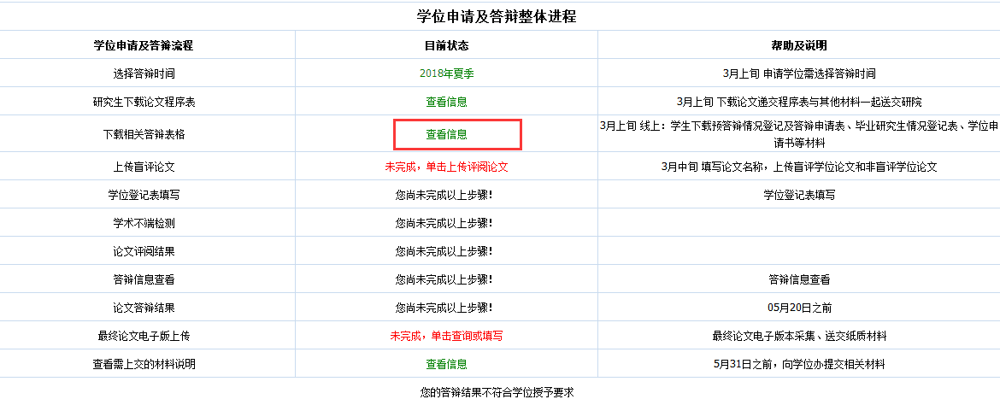 学位申请及答辩整体进程
学位申请及答辩流程 目前状态 帮助及说明
选择答辩时间 2018年夏季 3月上旬 申请学位需选择答辩时间
研究生下载论文程序表 查看信息 3月上旬 下载论文递交程序表与其他材料一起送交研院
下载相关答辩表格 查看信息 3月上旬 线上：学生下载预答辩情况登记及答辩申请表、毕业研究生情况登记表、学位申
请书等材料
上传盲评论文 未完成，单击上传评阅论文 3月中旬 填写论文名称，上传盲评学位论文和非盲评学位论文
学位登记表填写 您尚未完成以上步骤！ 学位登记表填写
学术不端检测 您尚未完成以上步骤！
论文评阅结果 您尚未完成以上步骤！
答辩信息查看 您尚未完成以上步骤！ 答辩信息查看
论文答辩结果 您尚未完成以上步骤！ 05月20日之前
最终论文电子版上传 未完成，单击查询或填写 最终论文电子版本采集、送交纸质材料
查看需上交的材料说明 查看信息 5月31日之前，向学位办提交相关材料
您的答辩结果不符合学位授予要求